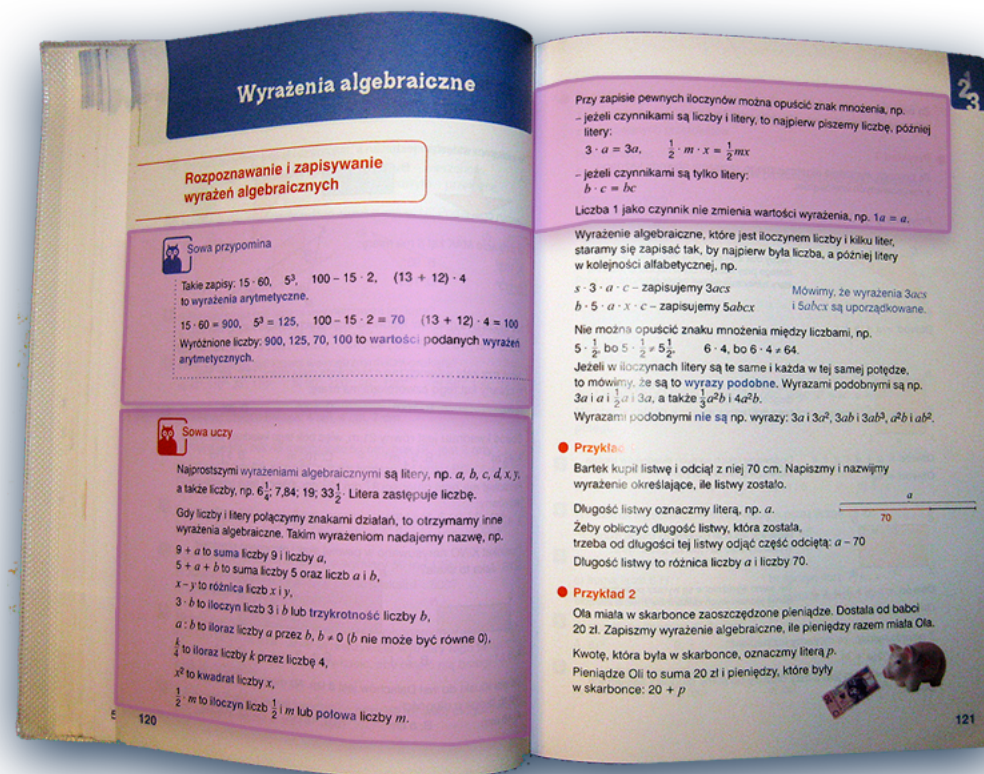 Wyrażenia algebraiczne
Rozpoznawanie i zapisywanie
wyrażeń algebraicznych
Sowa przypomina
Takie zapisy: 15 · 60, 5³, 100 – 15 · 2, (13 + 12) · 4
to wyrażenia arytmetyczne.
15 · 60 = 900, 5³ = 125, 100 – 15 · 2 = 70 (13 + 12) · 4 = 100
Wyróżnione liczby: 900, 125, 70, 100 to wartości podanych wyrażeń
arytmetycznych.
Sowa uczy
Najprostszymi wyrażeniami algebraicznymi są litery, np. a, b, c, d, x, y,
a także liczby, np. 6 1/4; 7,84; 19; 33 1/2. Litera zastępuje liczbę.
Gdy liczby i litery połączymy znakami działań, to otrzymamy inne
wyrażenia algebraiczne. Takim wyrażeniom nadajemy nazwę, np.
9 + a to suma liczby 9 i liczby a,
5 + a + b to suma liczby 5 oraz liczb a i b,
x – y to różnica liczb x i y,
3 · b to iloczyn liczb 3 i b lub trzykrotność liczby b,
a : b to iloraz liczby a przez b, b ≠ 0 (b nie może być równe 0),
k/4 to iloraz liczby k przez liczbę 4,
x² to kwadrat liczby x,
1/2 · m to iloczyn liczb 1/2 i m lub połowa liczby m.
120
2 1/3
Przy zapisie pewnych iloczynów można opuścić znak mnożenia, np.
– jeżeli czynnikami są liczby i litery, to najpierw piszemy liczbę, później
litery:
3 · a = 3a, 1/2 · m · x = 1/2 mx
– jeżeli czynnikami są tylko litery:
b · c = bc
Liczba 1 jako czynnik nie zmienia wartości wyrażenia, np. 1a = a.
Wyrażenie algebraiczne, które jest iloczynem liczby i kilku liter,
staramy się zapisać tak, by najpierw była liczba, a później litery
w kolejności alfabetycznej, np.
s · 3 · a · c – zapisujemy 3acs
b · 5 · a · x · c – zapisujemy 5abcx
Mówimy, że wyrażenia 3acs
i 5abcx są uporządkowane.
Nie można opuścić znaku mnożenia między liczbami, np.
5 · 1/2, bo 5 · 1/2 ≠ 5 1/2, 6 · 4, bo 6 · 4 ≠ 64.
Jeżeli w iloczynach litery są te same i każda w tej samej potędze,
to mówimy, że są to wyrazy podobne. Wyrazami podobnymi są np.
3a i a i 1/2 a i 3a, a także 1/3 a²b i 4a²b.
Wyrazami podobnymi nie są np. wyrazy: 3a i 3a², 3ab i 3ab³, a²b i ab².
Przykład
Bartek kupił listwę i odciął z niej 70 cm. Napiszmy i nazwijmy
wyrażenie określające, ile listwy zostało.
Długość listwy oznaczmy literą, np. a.
Żeby obliczyć długość listwy, która została,
trzeba od długości tej listwy odjąć część odciętą: a – 70
Długość listwy to różnica liczby a i liczby 70.
a
70
Przykład 2
Ola miała w skarbonce zaoszczędzone pieniądze. Dostała od babci
20 zł. Zapiszmy wyrażenie algebraiczne, ile pieniędzy razem miała Ola.
Kwotę, która była w skarbonce, oznaczmy literą p.
Pieniądze Oli to suma 20 zł i pieniędzy, które były
w skarbonce: 20 + p
121